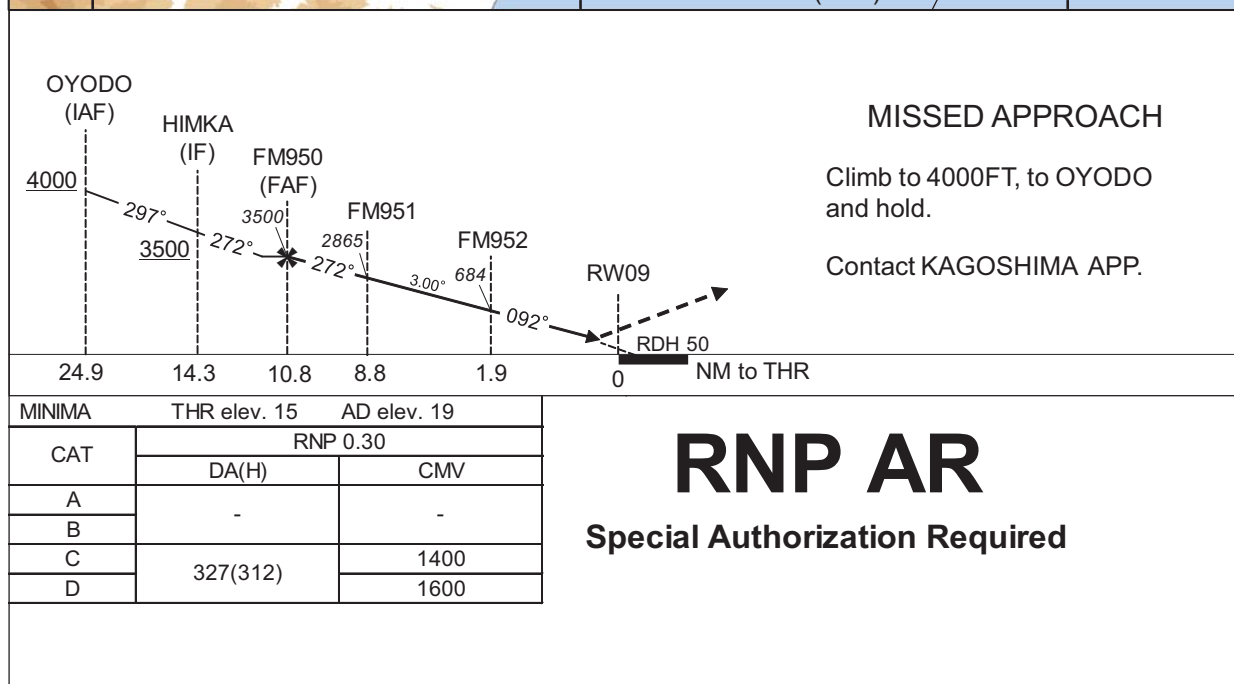 OYODO
(IAF)
HIMKA
(IF)
FM950
(FAF)
FM951
FM952
RW09
4000
297°
3500
272°
3500
272°
2865
3.00°
684
092°
RDH 50
24.9 14.3 10.8 8.8 1.9 0 NM to THR
MISSED APPROACH
Climb to 4000FT, to OYODO
and hold.
Contact KAGOSHIMA APP.
MINIMA THR elev. 15 AD elev. 19
CAT RNP 0.30
DA(H) CMV
A - -
B
C 327(312) 1400
D 1600
RNP AR
Special Authorization Required